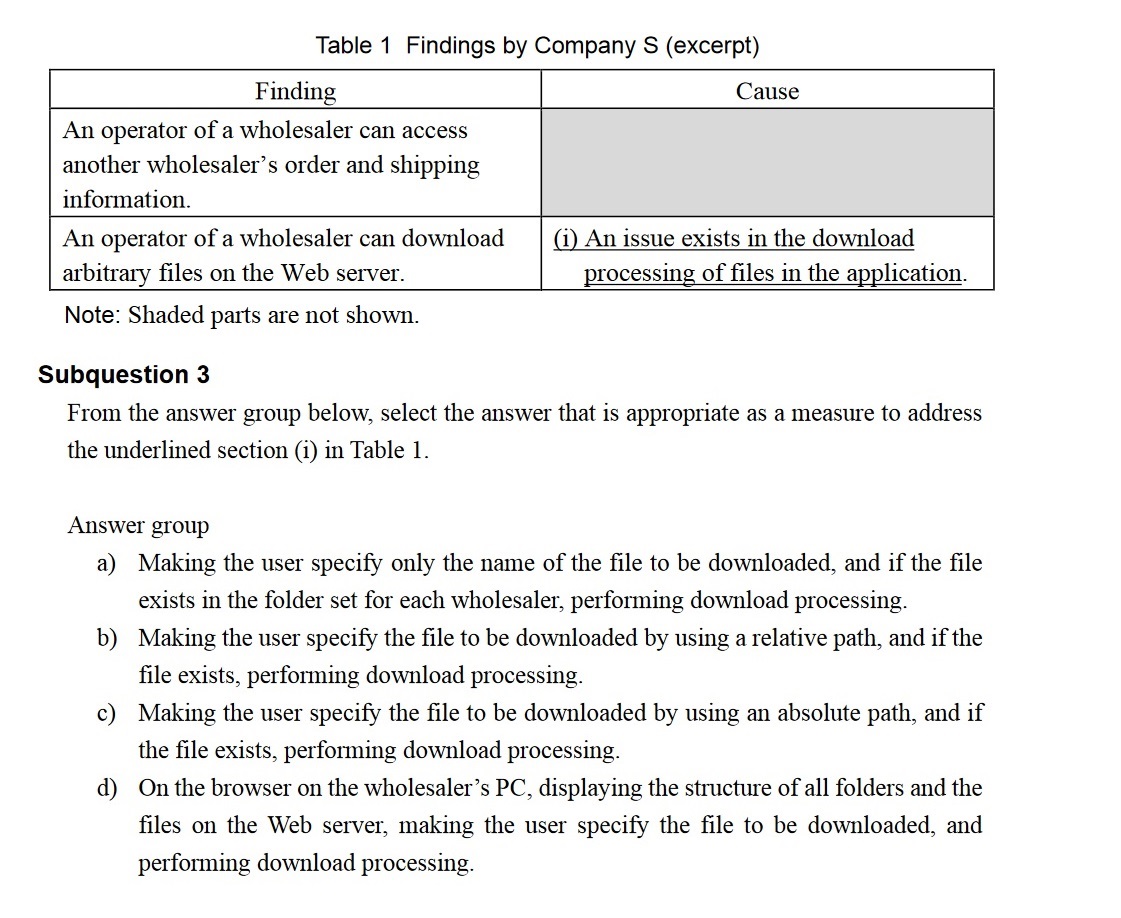 Table 1 Findings by Company S (excerpt)
Finding
Cause
An operator of a wholesaler can access
another wholesaler’s order and shipping
information.
An operator of a wholesaler can download
arbitrary files on the Web server.
(i) An issue exists in the download
processing of files in the application.
Note: Shaded parts are not shown.
Subquestion 3
From the answer group below, select the answer that is appropriate as a measure to address
the underlined section (i) in Table 1.
Answer group
a) Making the user specify only the name of the file to be downloaded, and if the file
exists in the folder set for each wholesaler, performing download processing.
b) Making the user specify the file to be downloaded by using a relative path, and if the
file exists, performing download processing.
c) Making the user specify the file to be downloaded by using an absolute path, and if
the file exists, performing download processing.
d) On the browser on the wholesaler’s PC, displaying the structure of all folders and the
files on the Web server, making the user specify the file to be downloaded, and
performing download processing.